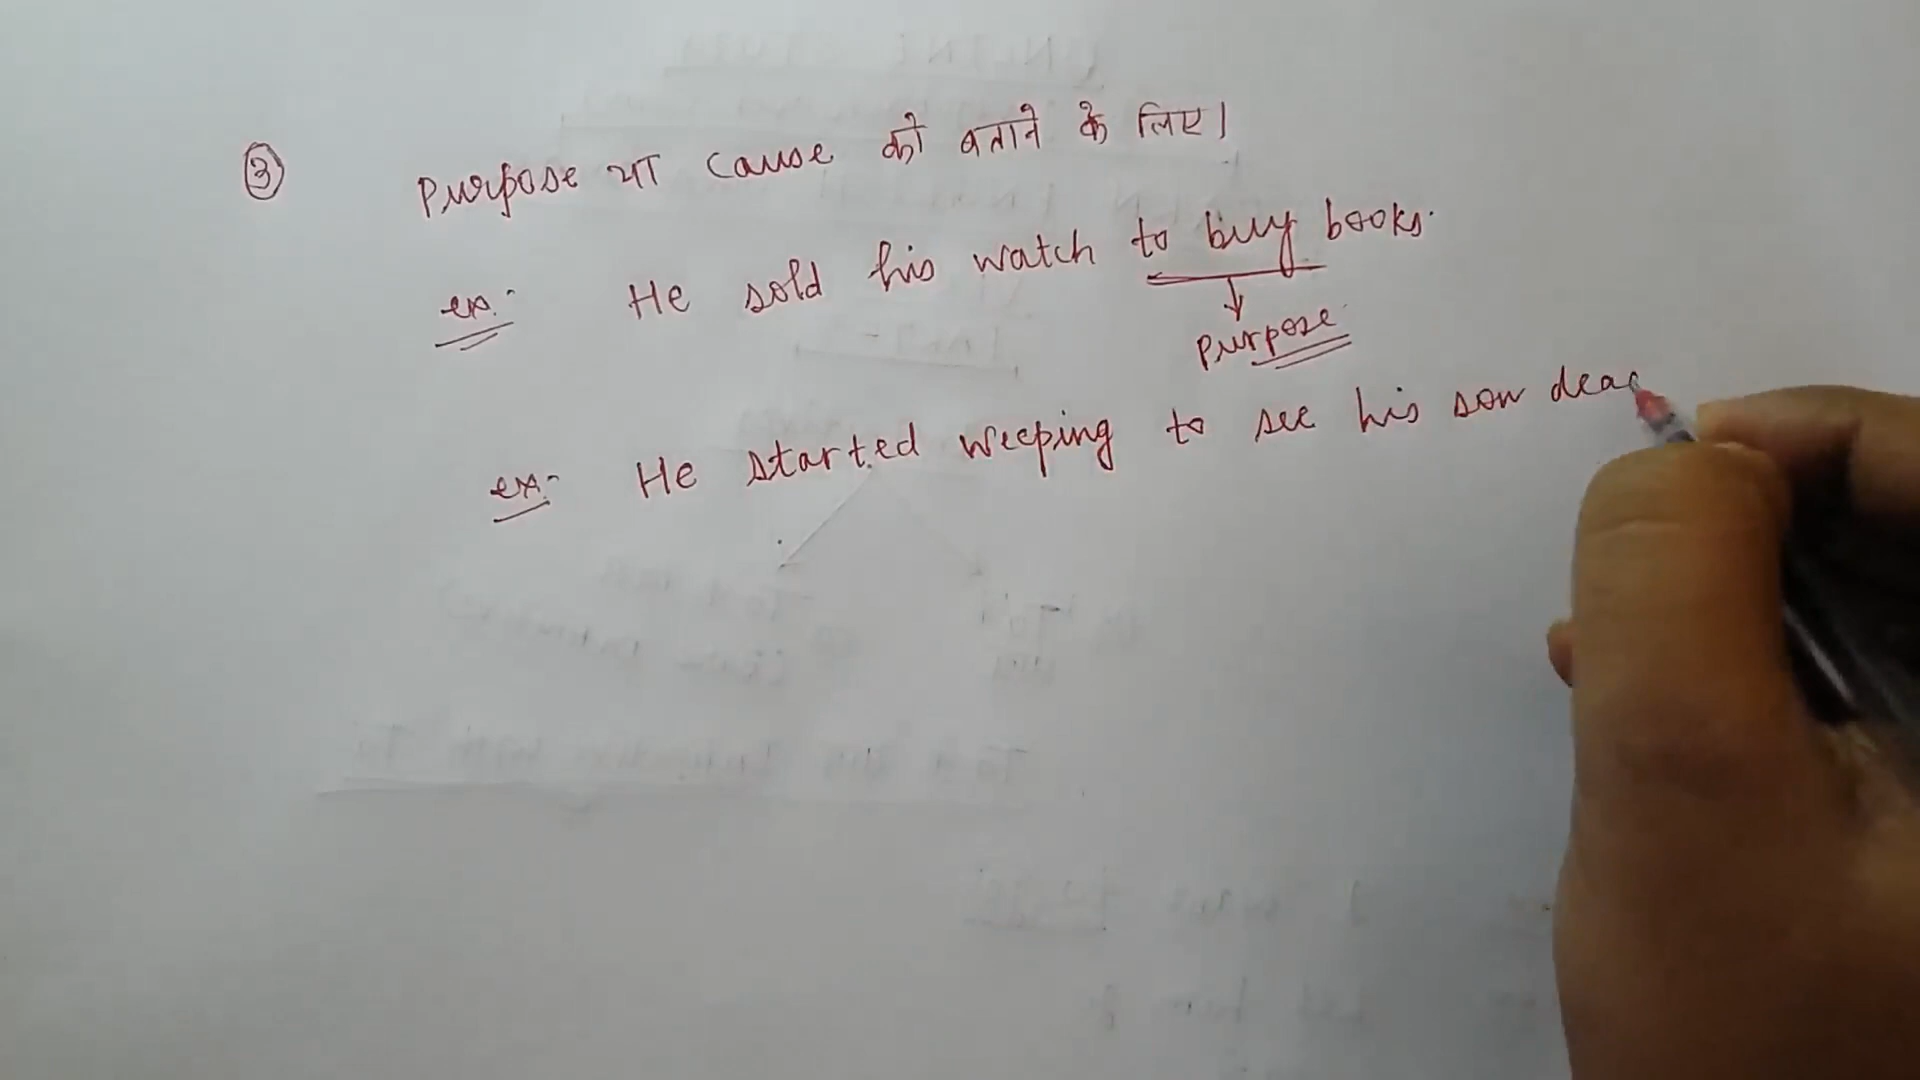 ③ Purpose या Cause को बताने के लिए।
ex:- He sold his watch to buy books.
Purpose
ex:- He started weeping to see his son dead